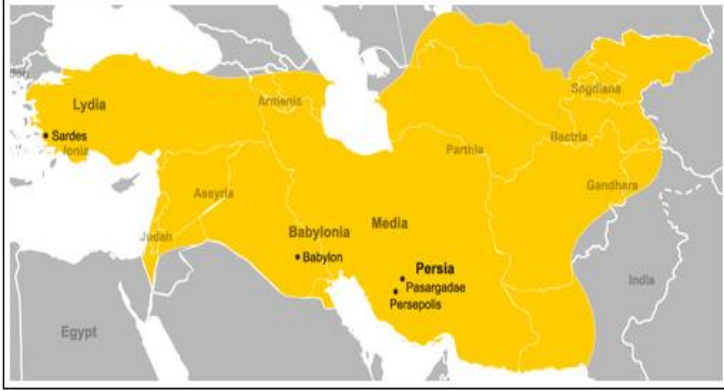 Lydia
Armenia
Sogdiana
Sardes
Ionia
Parthia
Bactria
Gandhara
Assyria
Judah
Babylonia
Media
Babylon
Persia
Pasargadae
Persepolis
India
Egypt